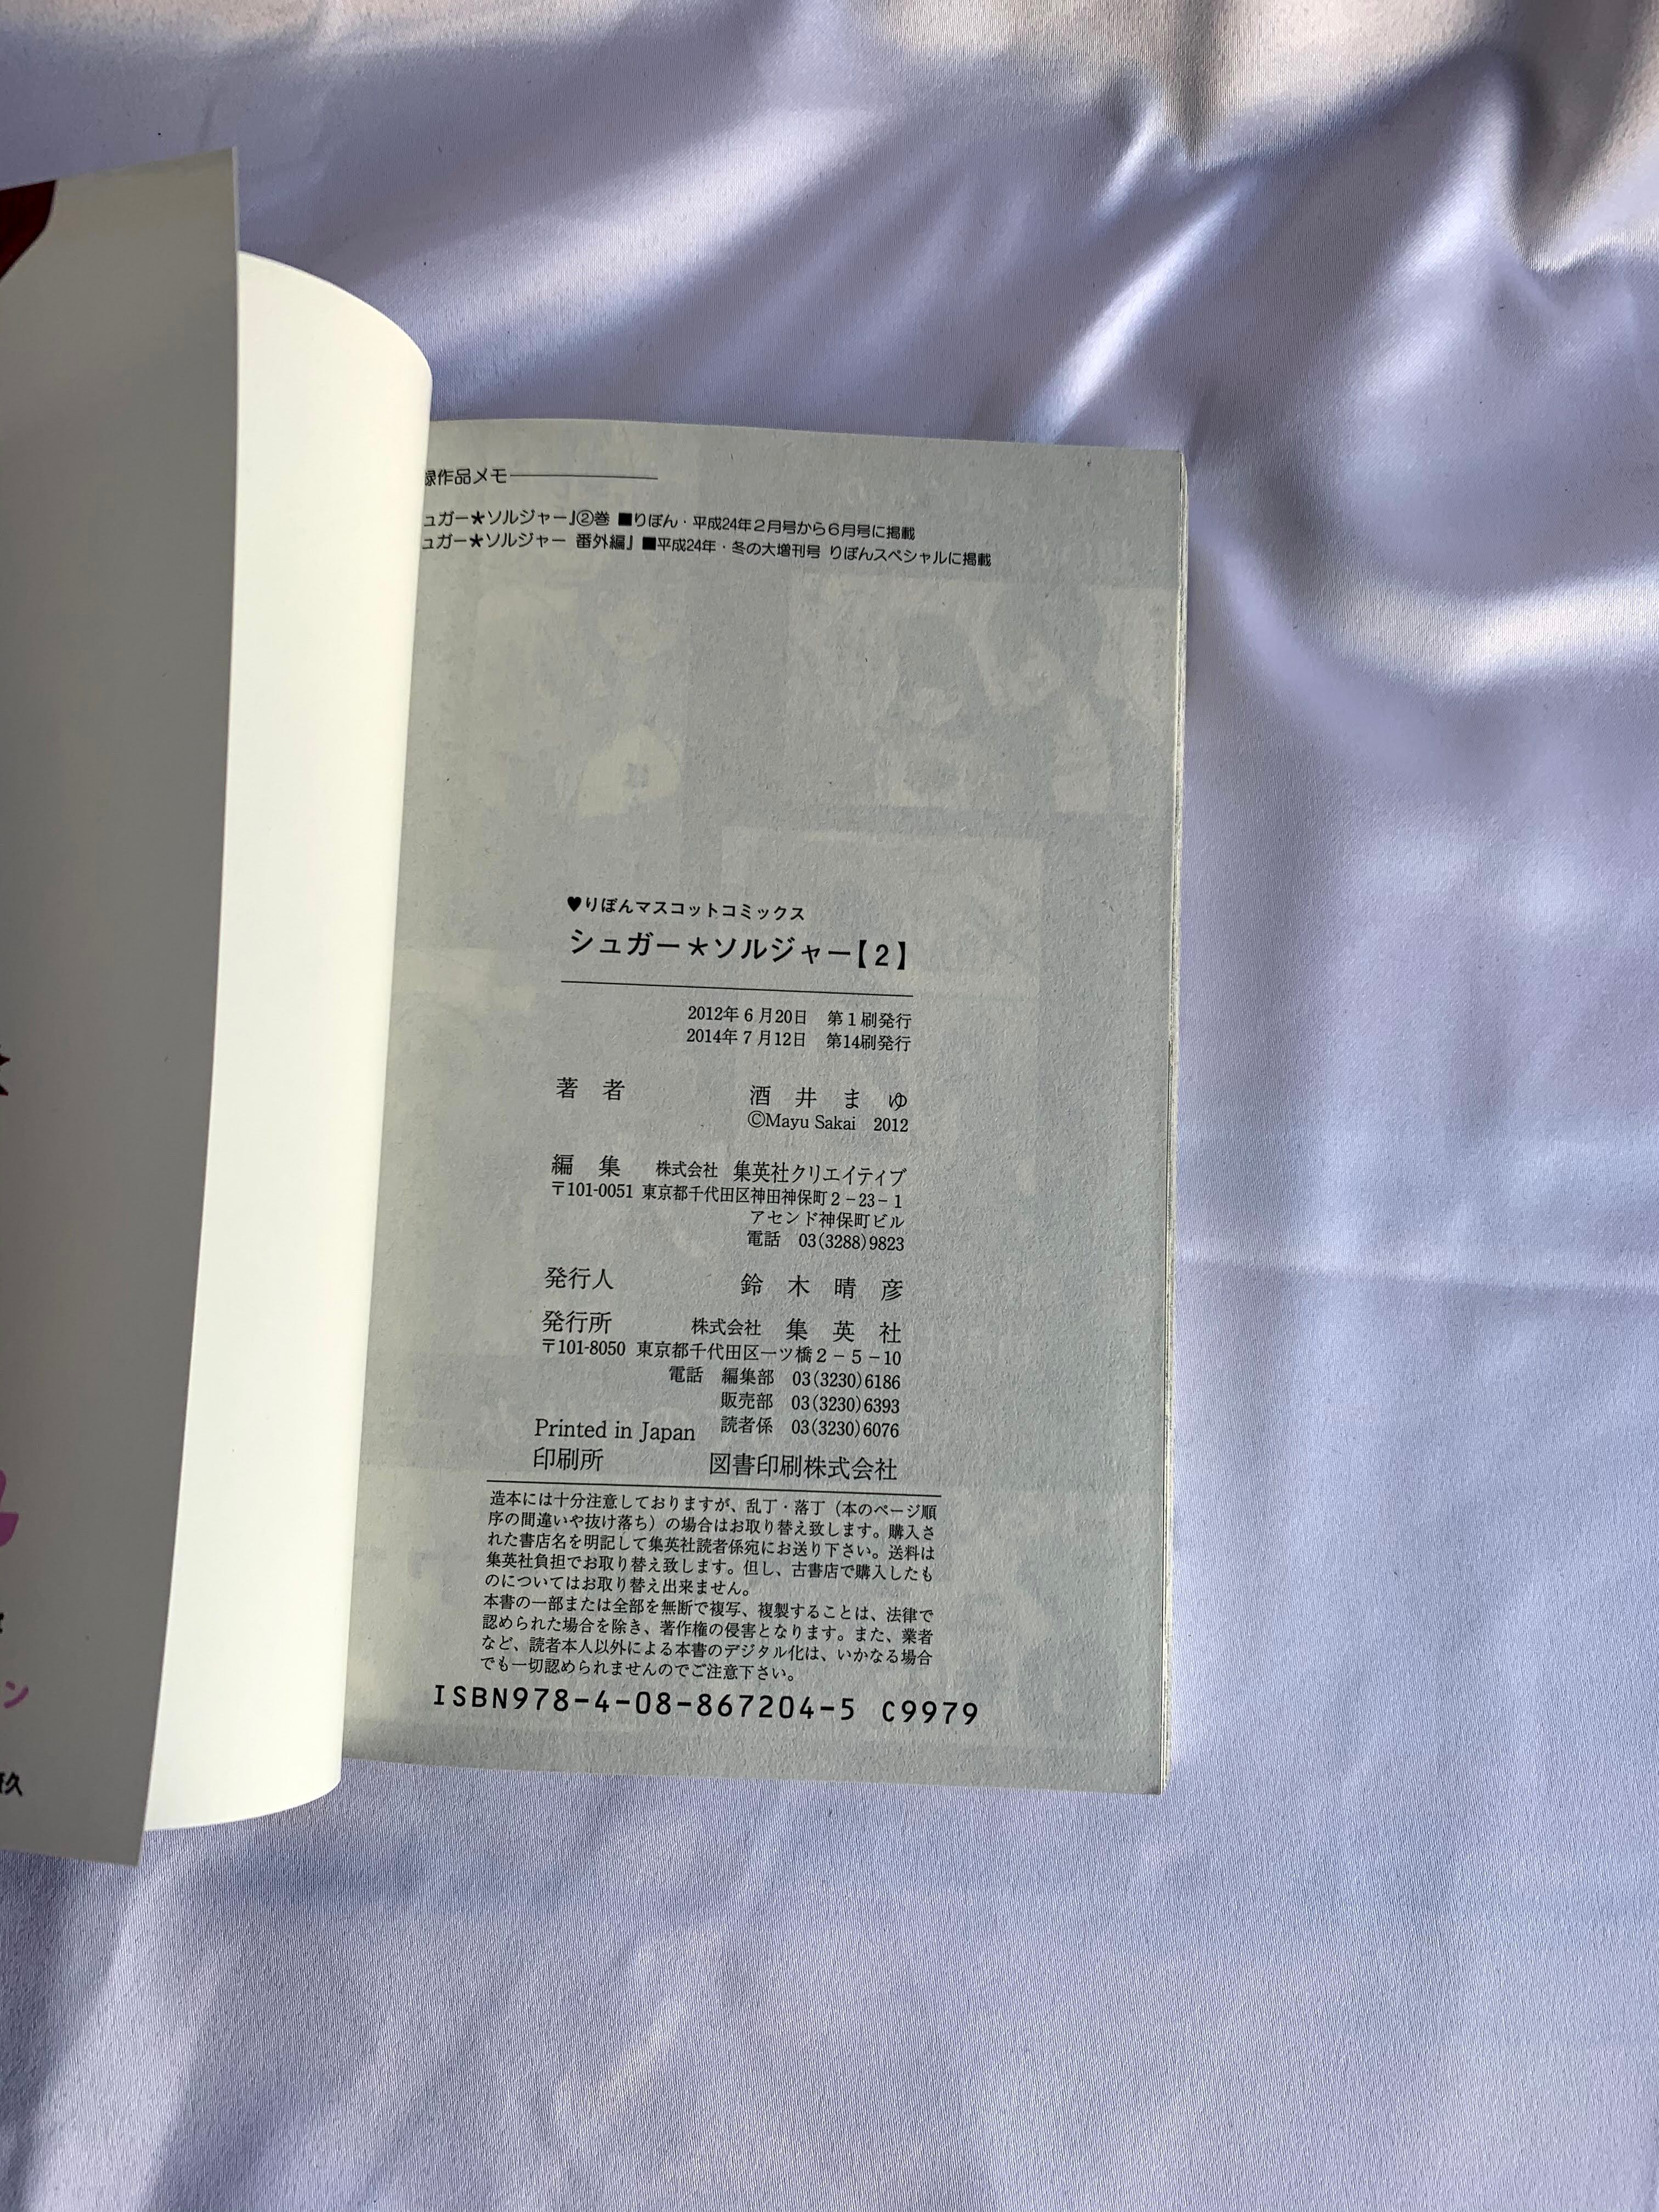 録作品メモ
ュガー＊ソルジャー』②巻 ■りぼん・平成24年2月号から6月号に掲載
ュガー＊ソルジャー 番外編』 ■平成24年・冬の大増刊号 りぼんスペシャルに掲載
♥りぼんマスコットコミックス
シュガー＊ソルジャー【2】
2012年6月20日 第1刷発行
2014年7月12日 第14刷発行
著者 酒井まゆ
©Mayu Sakai 2012
編集 株式会社 集英社クリエイティブ
〒101-0051 東京都千代田区神田神保町2－23－1
アセンド神保町ビル
電話 03(3288)9823
発行人 鈴木晴彦
発行所 株式会社 集英社
〒101-8050 東京都千代田区一ツ橋2－5－10
電話 編集部 03(3230)6186
販売部 03(3230)6393
Printed in Japan 読者係 03(3230)6076
印刷所 図書印刷株式会社
造本には十分注意しておりますが、乱丁・落丁（本のページ順
序の間違いや抜け落ち）の場合はお取り替え致します。購入さ
れた書店名を明記して集英社読者係宛にお送り下さい。送料は
集英社負担でお取り替え致します。但し、古書店で購入したも
のについてはお取り替え出来ません。
本書の一部または全部を無断で複写、複製することは、法律で
認められた場合を除き、著作権の侵害となります。また、業者
など、読者本人以外による本書のデジタル化は、いかなる場合
でも一切認められませんのでご注意下さい。
ISBN978-4-08-867204-5 C9979
ン
久